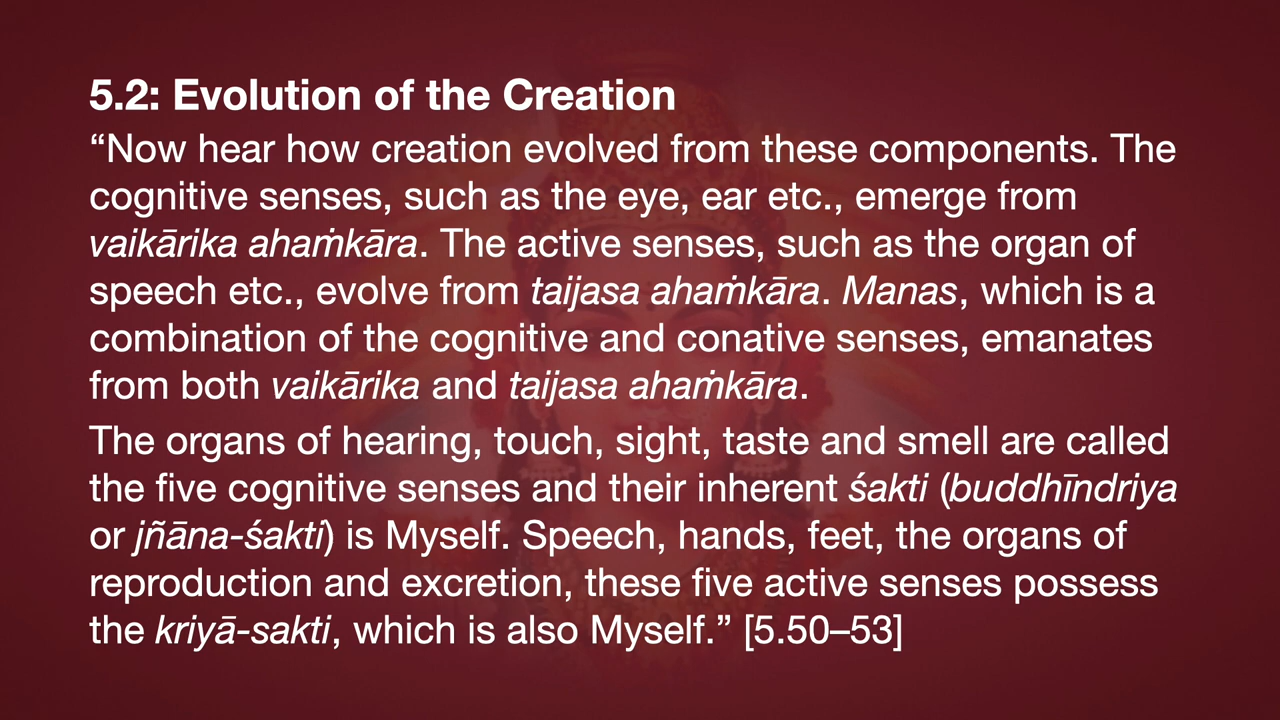 5.2: Evolution of the Creation
“Now hear how creation evolved from these components. The
cognitive senses, such as the eye, ear etc., emerge from
vaikārika ahaṁkāra. The active senses, such as the organ of
speech etc., evolve from taijasa ahaṁkāra. Manas, which is a
combination of the cognitive and conative senses, emanates
from both vaikārika and taijasa ahaṁkāra.
The organs of hearing, touch, sight, taste and smell are called
the five cognitive senses and their inherent śakti (buddhīndriya
or jñāna-śakti) is Myself. Speech, hands, feet, the organs of
reproduction and excretion, these five active senses possess
the kriyā-sakti, which is also Myself.” [5.50–53]